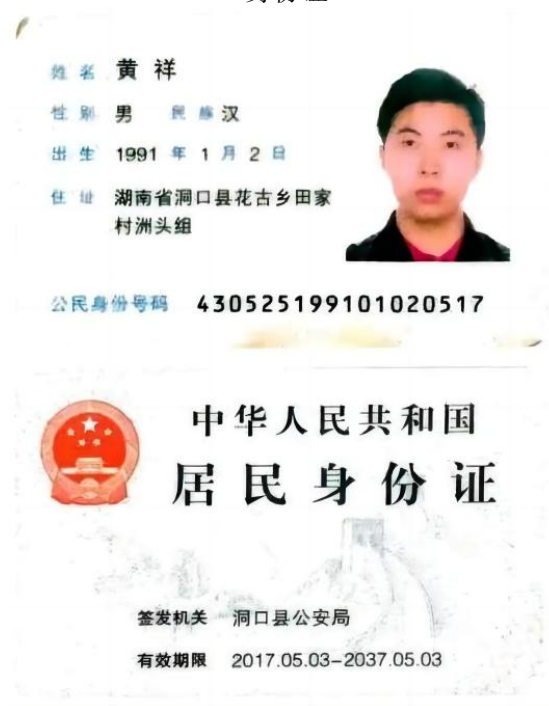 姓名 黄祥
性别 男 民族 汉
出生 1991 年 1 月 2 日
住址 湖南省洞口县花古乡田家
村洲头组
公民身份号码 430525199101020517
中华人民共和国
居民身份证
签发机关 洞口县公安局
有效期限 2017.05.03-2037.05.03